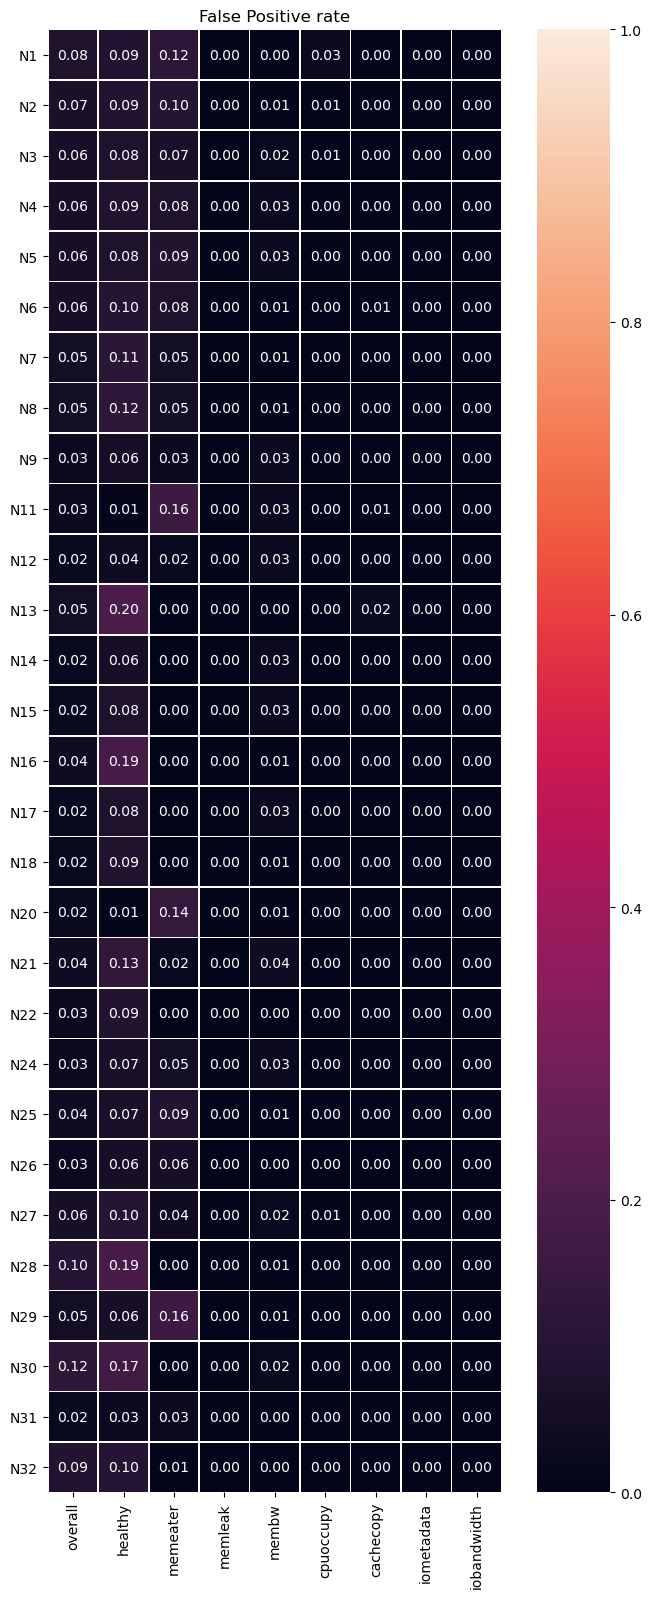 False Positive rate
N1 0.08 0.09 0.12 0.00 0.00 0.03 0.00 0.00 0.00
N2 0.07 0.09 0.10 0.00 0.01 0.01 0.00 0.00 0.00
N3 0.06 0.08 0.07 0.00 0.02 0.01 0.00 0.00 0.00
N4 0.06 0.09 0.08 0.00 0.03 0.00 0.00 0.00 0.00
N5 0.06 0.08 0.09 0.00 0.03 0.00 0.00 0.00 0.00
N6 0.06 0.10 0.08 0.00 0.01 0.00 0.01 0.00 0.00
N7 0.05 0.11 0.05 0.00 0.01 0.00 0.00 0.00 0.00
N8 0.05 0.12 0.05 0.00 0.01 0.00 0.00 0.00 0.00
N9 0.03 0.06 0.03 0.00 0.03 0.00 0.00 0.00 0.00
N11 0.03 0.01 0.16 0.00 0.03 0.00 0.01 0.00 0.00
N12 0.02 0.04 0.02 0.00 0.03 0.00 0.00 0.00 0.00
N13 0.05 0.20 0.00 0.00 0.00 0.00 0.02 0.00 0.00
N14 0.02 0.06 0.00 0.00 0.03 0.00 0.00 0.00 0.00
N15 0.02 0.08 0.00 0.00 0.03 0.00 0.00 0.00 0.00
N16 0.04 0.19 0.00 0.00 0.01 0.00 0.00 0.00 0.00
N17 0.02 0.08 0.00 0.00 0.03 0.00 0.00 0.00 0.00
N18 0.02 0.09 0.00 0.00 0.01 0.00 0.00 0.00 0.00
N20 0.02 0.01 0.14 0.00 0.01 0.00 0.00 0.00 0.00
N21 0.04 0.13 0.02 0.00 0.04 0.00 0.00 0.00 0.00
N22 0.03 0.09 0.00 0.00 0.00 0.00 0.00 0.00 0.00
N24 0.03 0.07 0.05 0.00 0.03 0.00 0.00 0.00 0.00
N25 0.04 0.07 0.09 0.00 0.01 0.00 0.00 0.00 0.00
N26 0.03 0.06 0.06 0.00 0.00 0.00 0.00 0.00 0.00
N27 0.06 0.10 0.04 0.00 0.02 0.01 0.00 0.00 0.00
N28 0.10 0.19 0.00 0.00 0.01 0.00 0.00 0.00 0.00
N29 0.05 0.06 0.16 0.00 0.01 0.00 0.00 0.00 0.00
N30 0.12 0.17 0.00 0.00 0.02 0.00 0.00 0.00 0.00
N31 0.02 0.03 0.03 0.00 0.00 0.00 0.00 0.00 0.00
N32 0.09 0.10 0.01 0.00 0.00 0.00 0.00 0.00 0.00
overall
healthy
memeater
memleak
membw
cpuoccupy
cachecopy
iometadata
iobandwidth
1.0
0.8
0.6
0.4
0.2
0.0